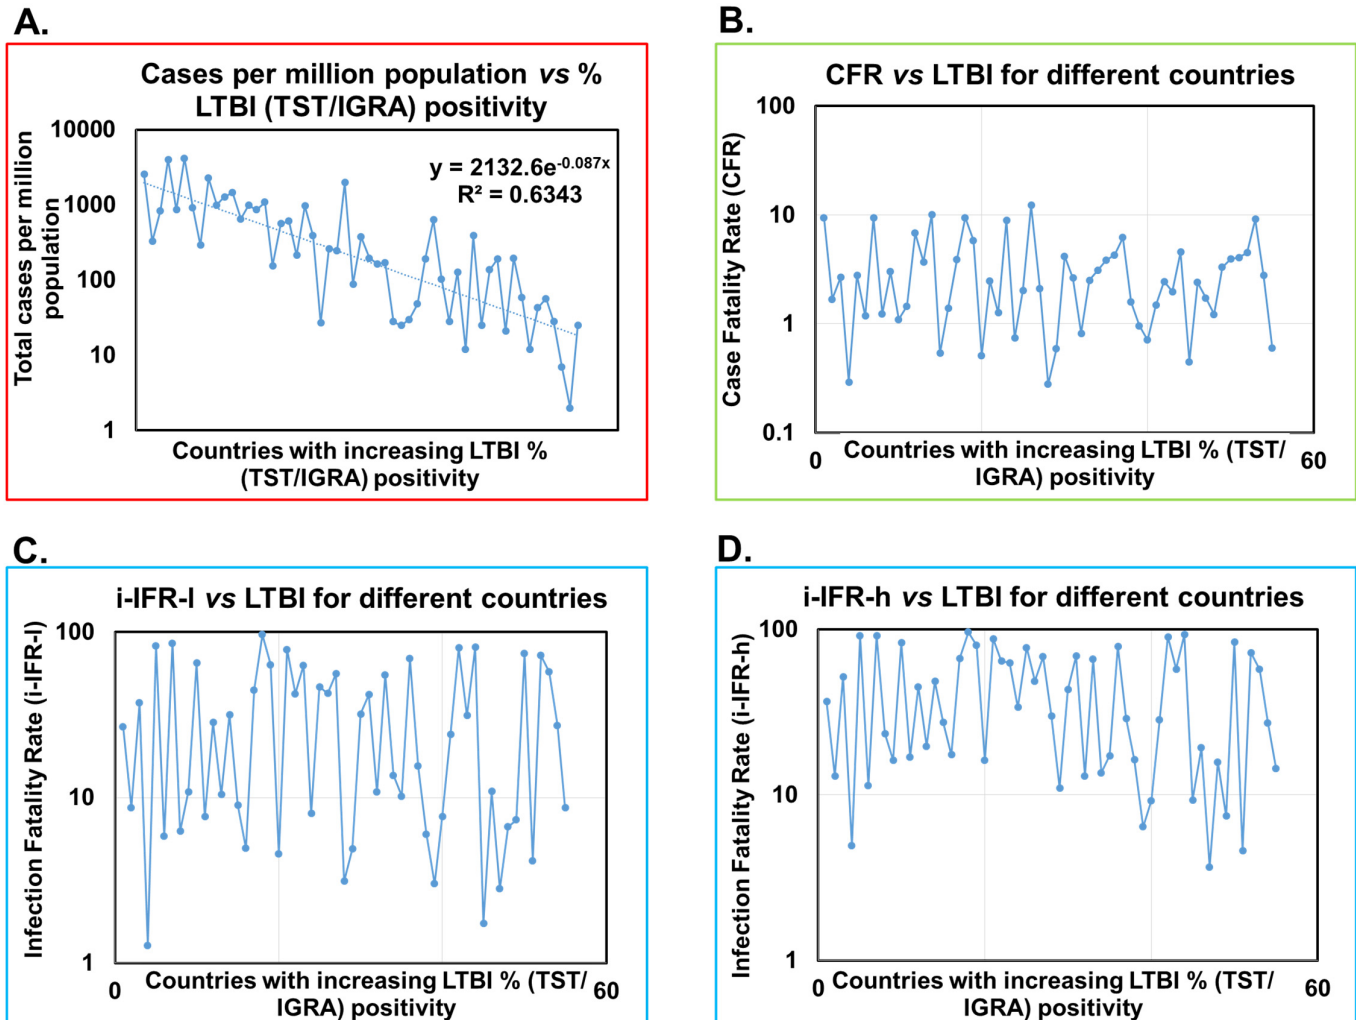 A.
Cases per million population vs %
LTBI (TST/IGRA) positivity
Total cases per million
population
10000
1000
100
10
1
y = 2132.6e^-0.087x
R² = 0.6343
Countries with increasing LTBI %
(TST/IGRA) positivity
B.
CFR vs LTBI for different countries
Case Fatality Rate (CFR)
100
10
1
0.1
0
60
Countries with increasing LTBI % (TST/
IGRA) positivity
C.
i-IFR-l vs LTBI for different countries
Infection Fatality Rate (i-IFR-l)
100
10
1
0
60
Countries with increasing LTBI % (TST/
IGRA) positivity
D.
i-IFR-h vs LTBI for different countries
Infection Fatality Rate (i-IFR-h)
100
10
1
0
60
Countries with increasing LTBI % (TST/
IGRA) positivity